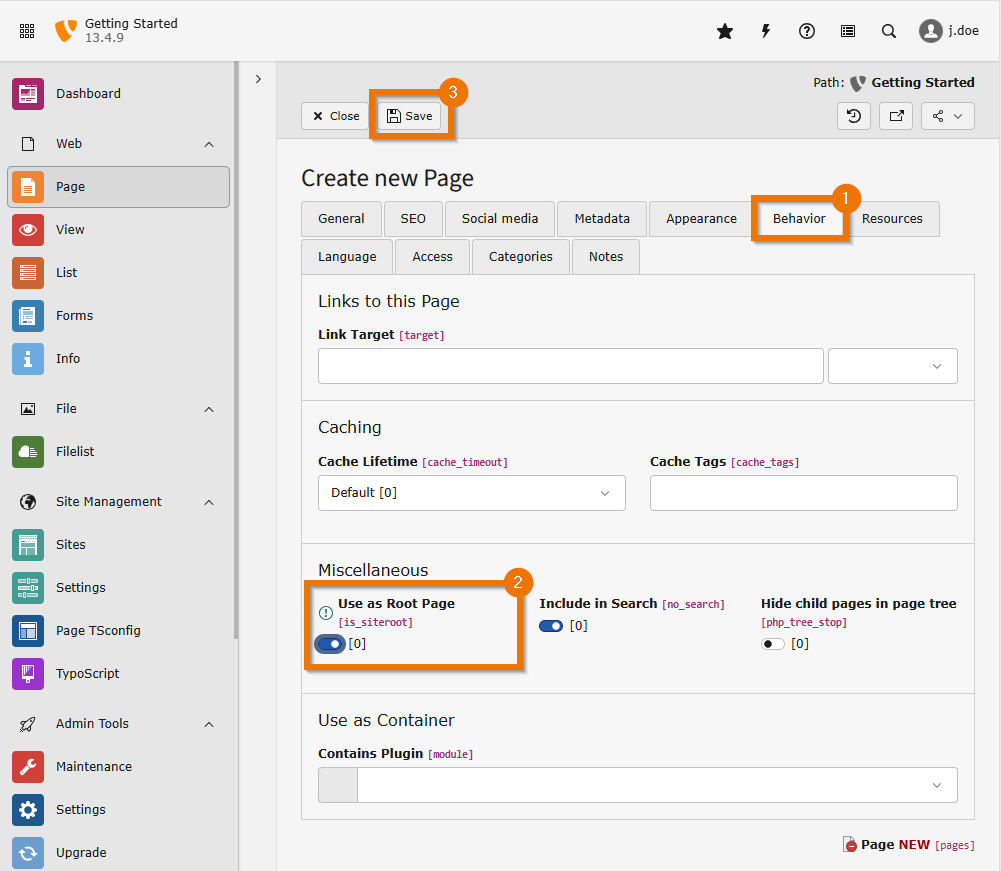 Getting Started
13.4.9
j.doe
Dashboard
Web
Page
View
List
Forms
Info
File
Filelist
Site Management
Sites
Settings
Page TSconfig
TypoScript
Admin Tools
Maintenance
Settings
Upgrade
Path: Getting Started
Close Save 3
Create new Page
General SEO Social media Metadata Appearance Behavior 1 Resources
Language Access Categories Notes
Links to this Page
Link Target [target]
Caching
Cache Lifetime [cache_timeout] Cache Tags [cache_tags]
Default [0]
Miscellaneous
2
Use as Root Page Include in Search [no_search] Hide child pages in page tree
[is_siteroot] [php_tree_stop]
[0] [0] [0]
Use as Container
Contains Plugin [module]
Page NEW [pages]